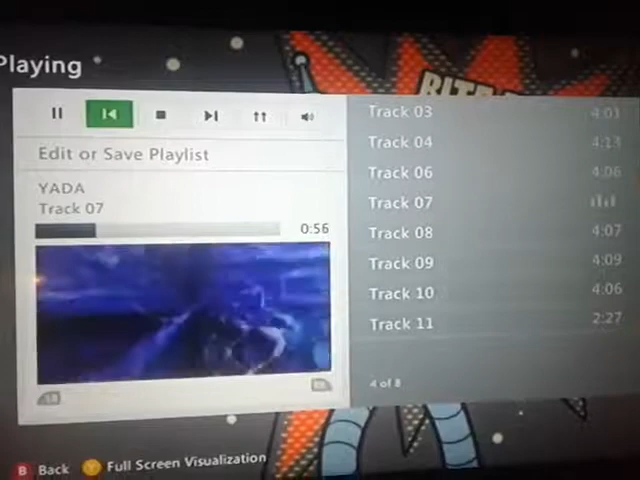 Playing
Edit or Save Playlist
YADA
Track 07
0:56
Track 03 4:01
Track 04 4:13
Track 06 4:06
Track 07
Track 08 4:07
Track 09 4:09
Track 10 4:06
Track 11 2:27
4 of 8
B Back Y Full Screen Visualization